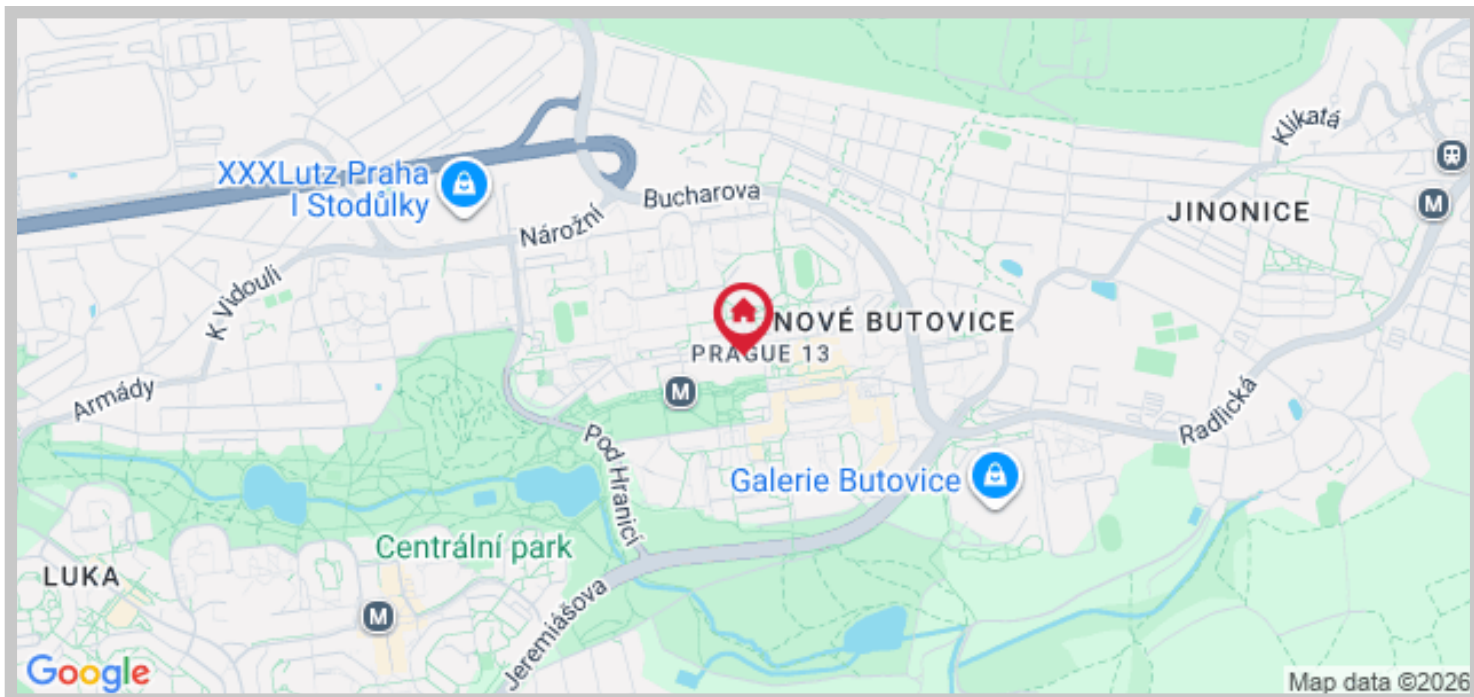 Klikatá
XXXLutz Praha
I Stodůlky
Bucharova
M
JINONICE
Nárožní
K Vidouli
NOVÉ BUTOVICE
PRAGUE 13
Armády
M
Radlická
Pod Hranicí
Galerie Butovice
Centrální park
LUKA
M
Jeremiášova
Google
Map data ©2026